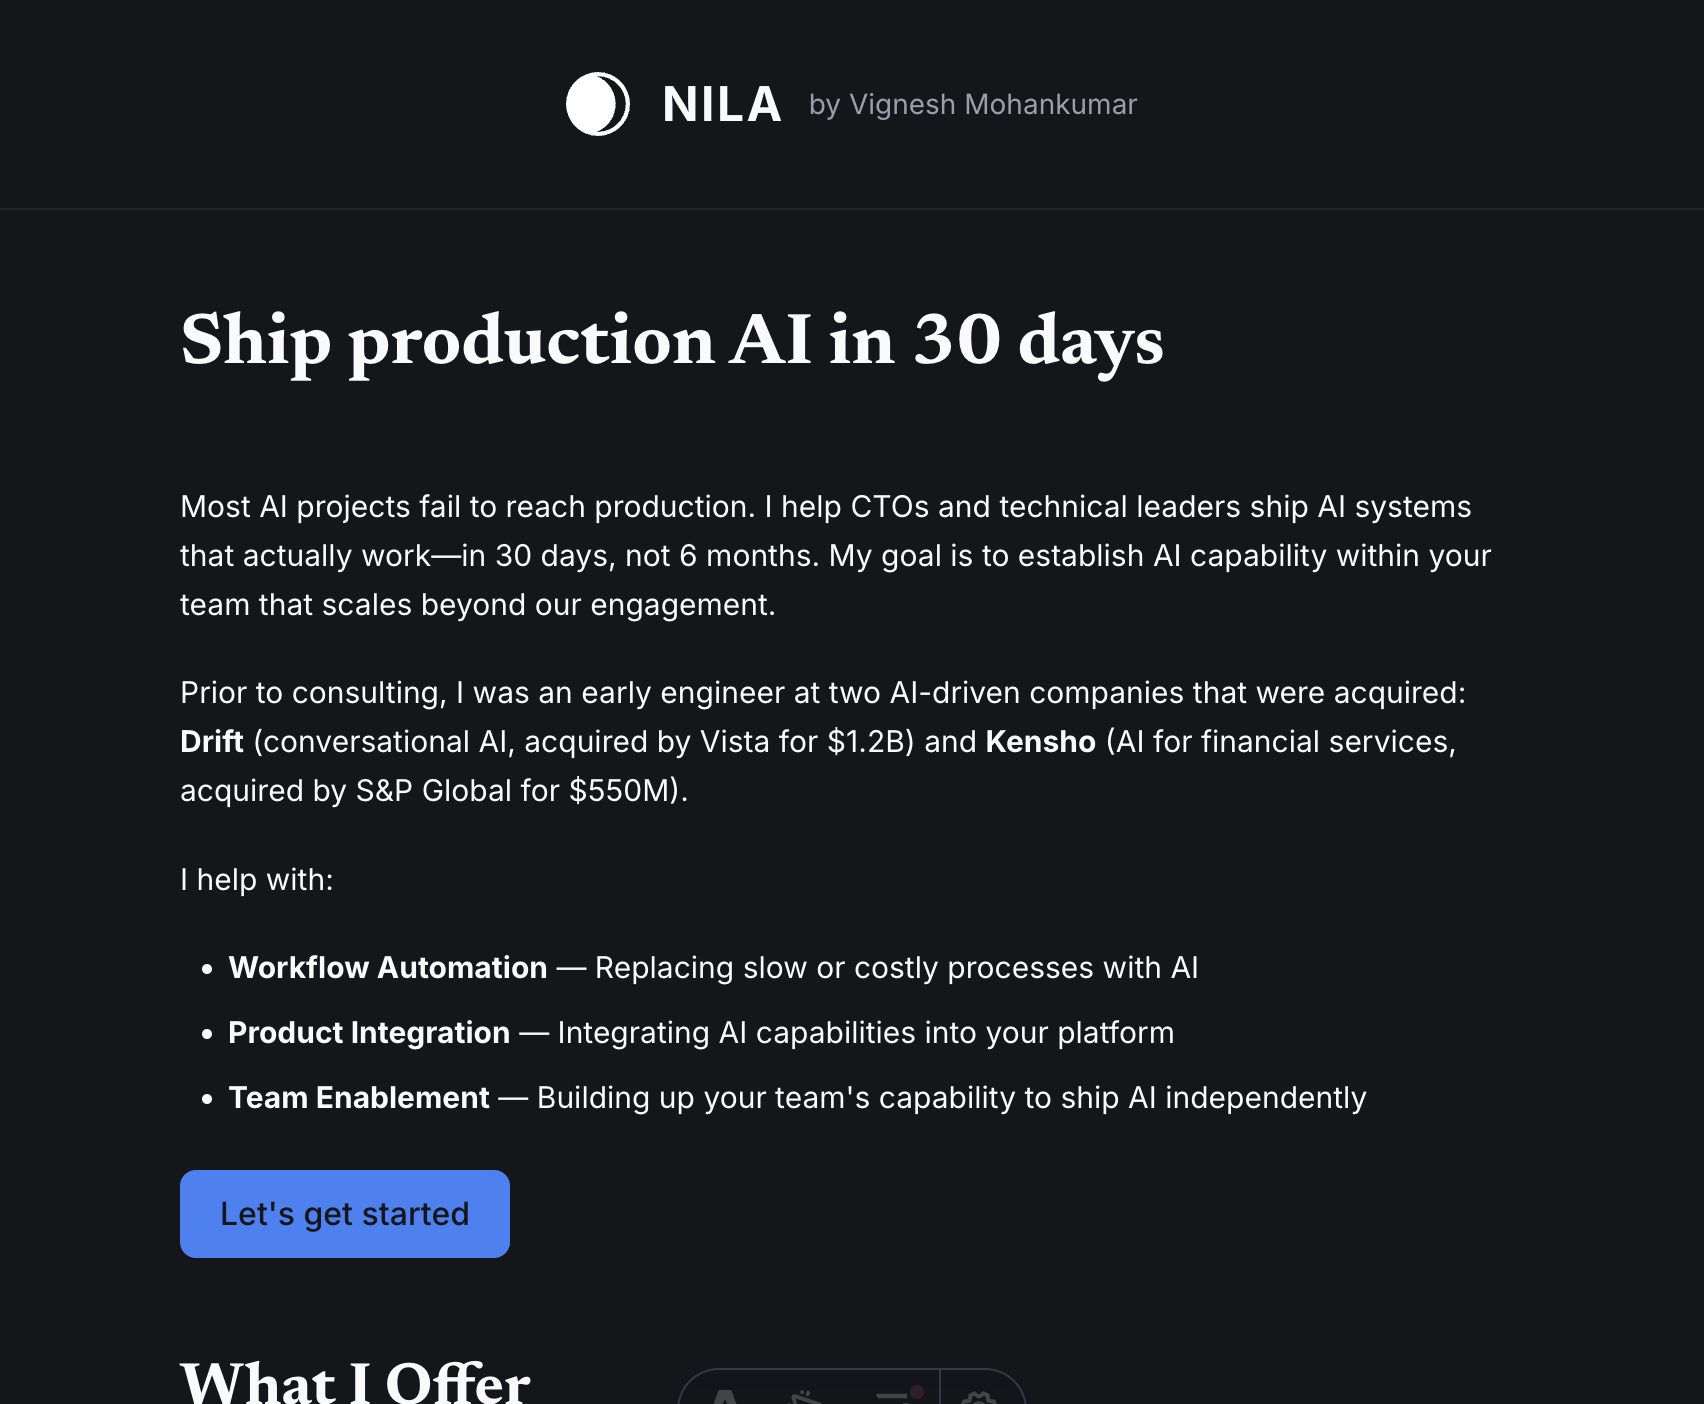 NILA by Vignesh Mohankumar
Ship production AI in 30 days
Most AI projects fail to reach production. I help CTOs and technical leaders ship AI systems
that actually work—in 30 days, not 6 months. My goal is to establish AI capability within your
team that scales beyond our engagement.
Prior to consulting, I was an early engineer at two AI-driven companies that were acquired:
Drift (conversational AI, acquired by Vista for $1.2B) and Kensho (AI for financial services,
acquired by S&P Global for $550M).
I help with:
• Workflow Automation — Replacing slow or costly processes with AI
• Product Integration — Integrating AI capabilities into your platform
• Team Enablement — Building up your team's capability to ship AI independently
Let's get started
What I Offer